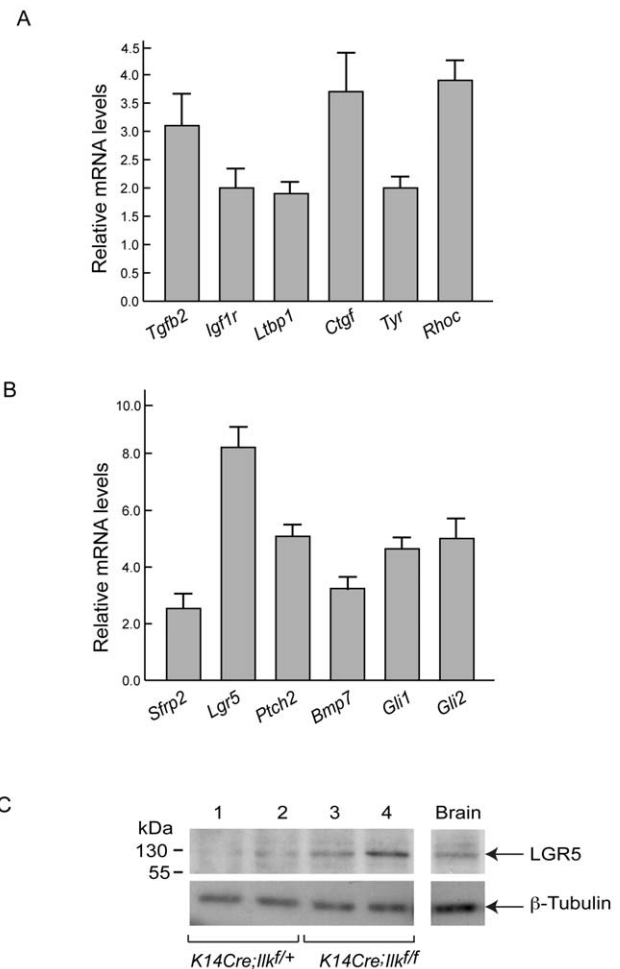 A
Relative mRNA levels
4.5
4.0
3.5
3.0
2.5
2.0
1.5
1.0
0.5
0.0
Tgfb2 Igf1r Ltbp1 Ctgf Tyr Rhoc
B
Relative mRNA levels
10.0
8.0
6.0
4.0
2.0
0.0
Sfrp2 Lgr5 Ptch2 Bmp7 Gli1 Gli2
C
1 2 3 4 Brain
kDa
130
55
LGR5
β-Tubulin
K14Cre;Ilkf/+ K14Cre;Ilkf/f